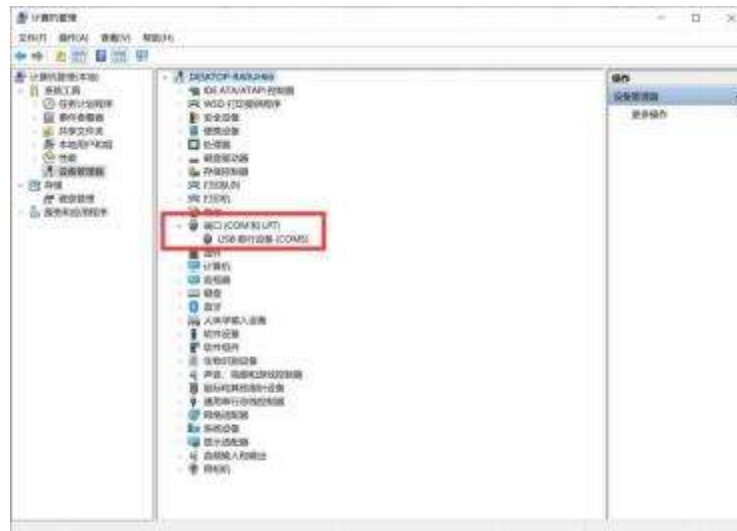 计算机管理
文件(F) 操作(A) 查看(V) 帮助(H)
计算机管理(本地)
系统工具
任务计划程序
事件查看器
共享文件夹
本地用户和组
性能
设备管理器
存储
磁盘管理
服务和应用程序
IDE ATA/ATAPI 控制器
WSD 打印提供程序
安全设备
便携设备
处理器
磁盘驱动器
存储控制器
打印队列
打印机
端口 (COM 和 LPT)
USB 串行设备 (COM5)
固件
计算机
监视器
键盘
蓝牙
人体学输入设备
软件设备
软件组件
生物识别设备
声音、视频和游戏控制器
鼠标和其他指针设备
通用串行总线控制器
网络适配器
系统设备
显示适配器
音频输入和输出
照相机
操作
设备管理器
更多操作